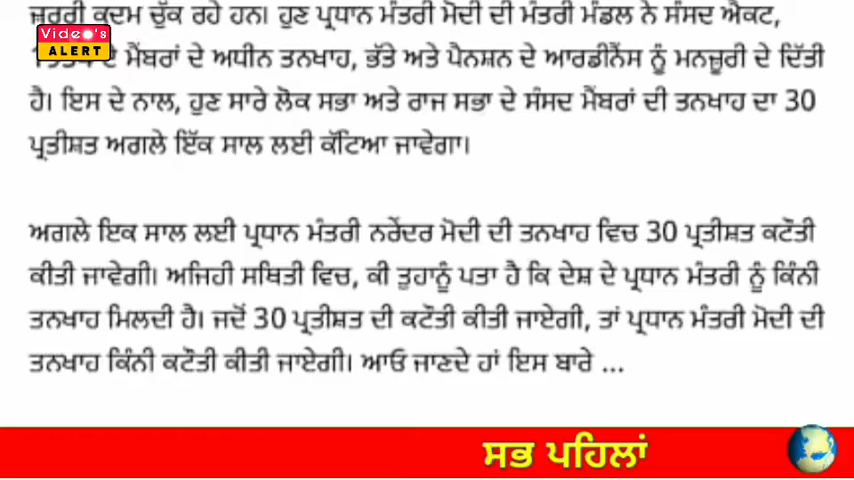 ਜ਼ਰੂਰੀ ਕਦਮ ਚੁੱਕ ਰਹੇ ਹਨ। ਹੁਣ ਪ੍ਰਧਾਨ ਮੰਤਰੀ ਮੋਦੀ ਦੀ ਮੰਤਰੀ ਮੰਡਲ ਨੇ ਸੰਸਦ ਐਕਟ,
Video's
ALERT
ਦੇ ਮੈਂਬਰਾਂ ਦੇ ਅਧੀਨ ਤਨਖਾਹ, ਭੱਤੇ ਅਤੇ ਪੈਨਸ਼ਨ ਦੇ ਆਰਡੀਨੈਂਸ ਨੂੰ ਮਨਜ਼ੂਰੀ ਦੇ ਦਿੱਤੀ
ਹੈ। ਇਸ ਦੇ ਨਾਲ, ਹੁਣ ਸਾਰੇ ਲੋਕ ਸਭਾ ਅਤੇ ਰਾਜ ਸਭਾ ਦੇ ਸੰਸਦ ਮੈਂਬਰਾਂ ਦੀ ਤਨਖਾਹ ਦਾ 30
ਪ੍ਰਤੀਸ਼ਤ ਅਗਲੇ ਇੱਕ ਸਾਲ ਲਈ ਕੱਟਿਆ ਜਾਵੇਗਾ।
ਅਗਲੇ ਇਕ ਸਾਲ ਲਈ ਪ੍ਰਧਾਨ ਮੰਤਰੀ ਨਰੇਂਦਰ ਮੋਦੀ ਦੀ ਤਨਖਾਹ ਵਿਚ 30 ਪ੍ਰਤੀਸ਼ਤ ਕਟੌਤੀ
ਕੀਤੀ ਜਾਵੇਗੀ। ਅਜਿਹੀ ਸਥਿਤੀ ਵਿਚ, ਕੀ ਤੁਹਾਨੂੰ ਪਤਾ ਹੈ ਕਿ ਦੇਸ਼ ਦੇ ਪ੍ਰਧਾਨ ਮੰਤਰੀ ਨੂੰ ਕਿੰਨੀ
ਤਨਖਾਹ ਮਿਲਦੀ ਹੈ। ਜਦੋਂ 30 ਪ੍ਰਤੀਸ਼ਤ ਦੀ ਕਟੌਤੀ ਕੀਤੀ ਜਾਏਗੀ, ਤਾਂ ਪ੍ਰਧਾਨ ਮੰਤਰੀ ਮੋਦੀ ਦੀ
ਤਨਖਾਹ ਕਿੰਨੀ ਕਟੌਤੀ ਕੀਤੀ ਜਾਏਗੀ। ਆਓ ਜਾਣਦੇ ਹਾਂ ਇਸ ਬਾਰੇ ...
ਸਭ ਪਹਿਲਾਂ